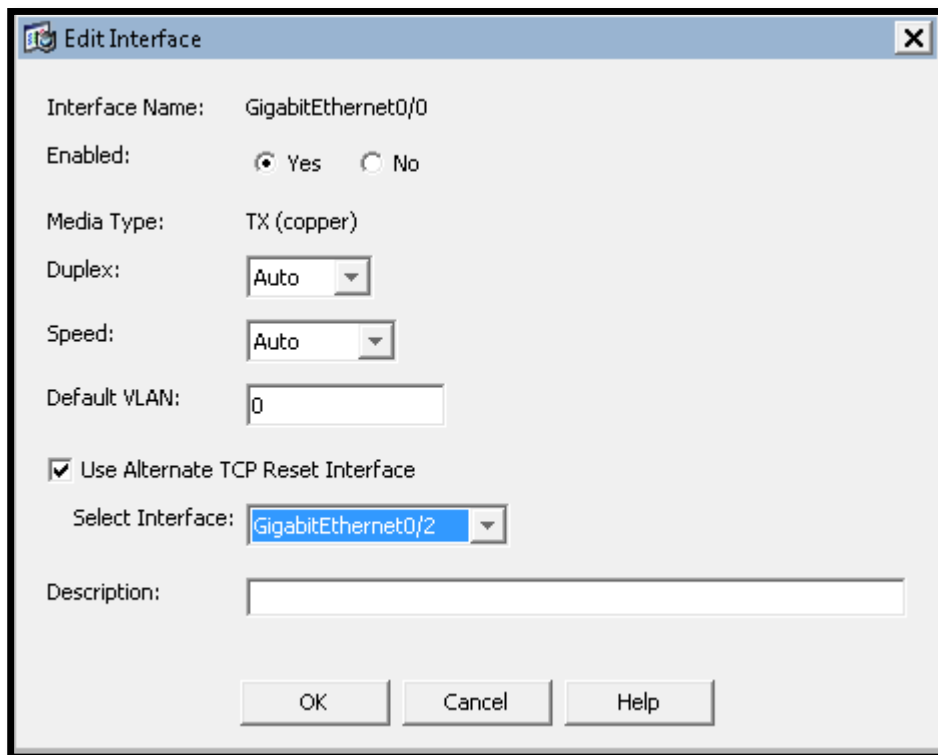 Edit Interface
Interface Name: GigabitEthernet0/0
Enabled: Yes No
Media Type: TX (copper)
Duplex: Auto
Speed: Auto
Default VLAN: 0
Use Alternate TCP Reset Interface
Select Interface: GigabitEthernet0/2
Description:
OK Cancel Help